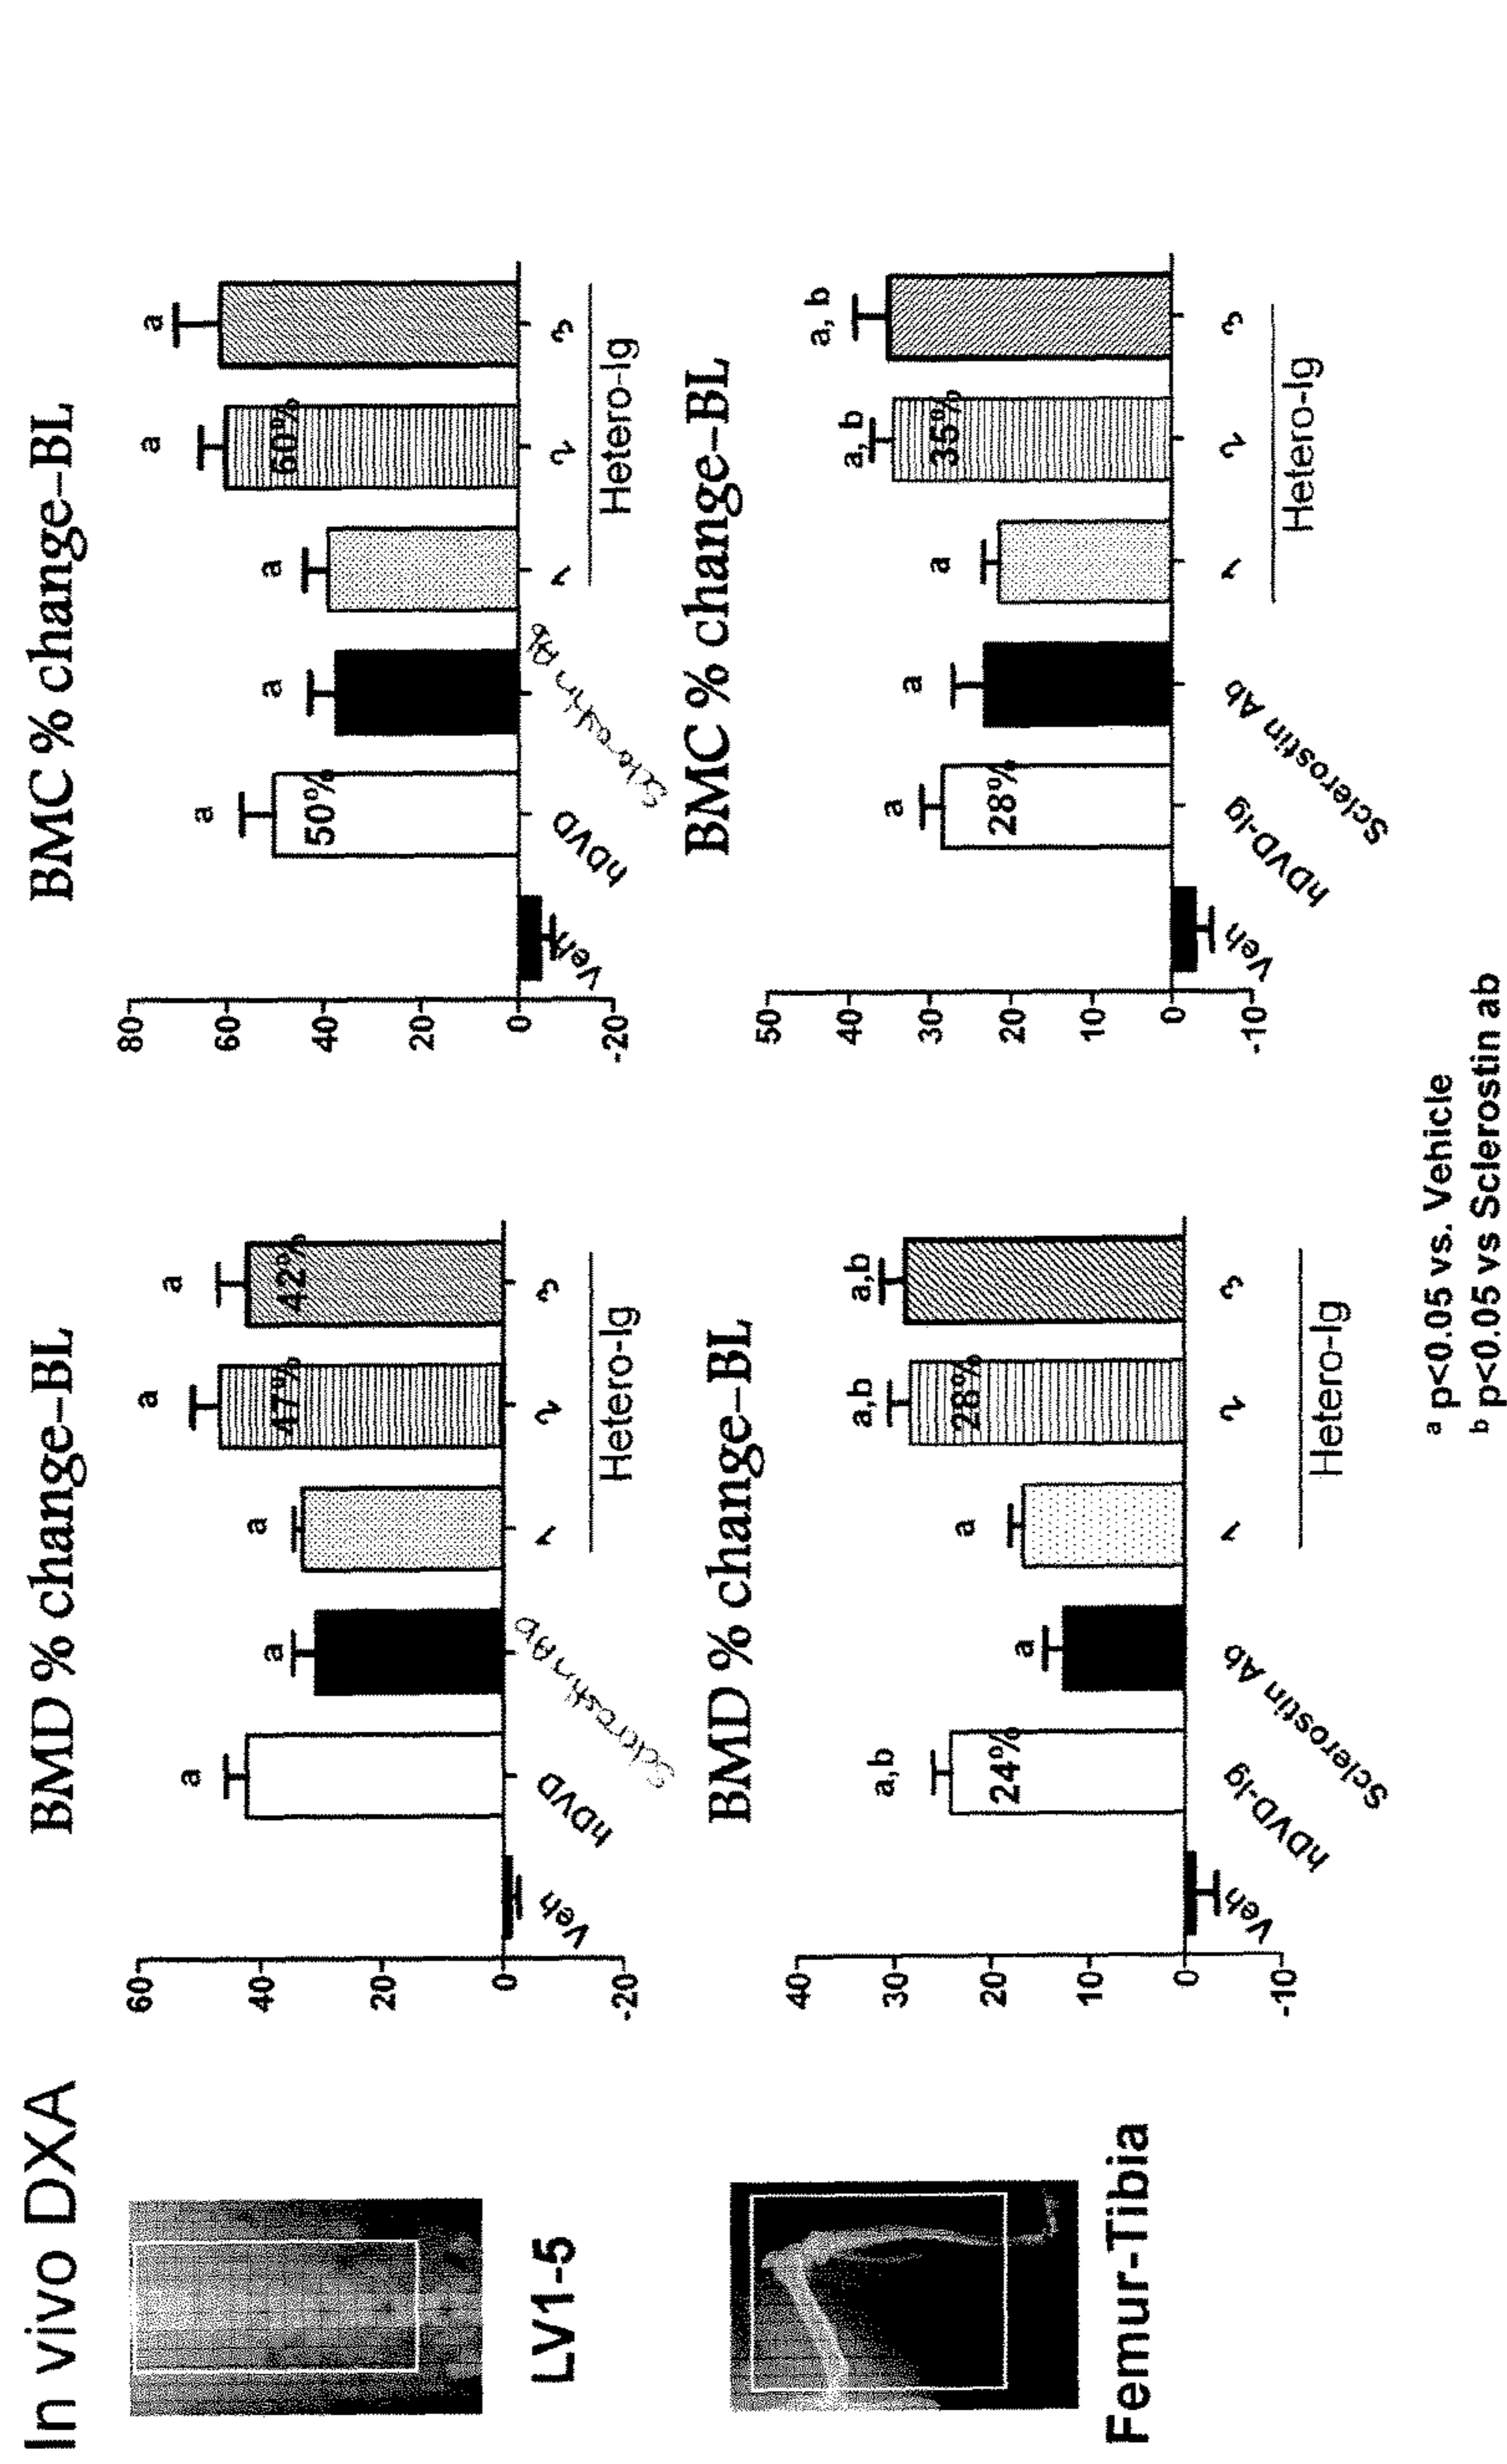 In vivo DXA
BMD % change–BL
60
40
20
0
-20
a
a
a
a
a
47%
42%
Veh
hDVD
Sclerostin Ab
1
2
3
Hetero-Ig
BMC % change–BL
80
60
40
20
0
-20
a
a
a
a
a
50%
60%
Veh
hDVD
Sclerostin Ab
1
2
3
Hetero-Ig
LV1-5
BMD % change–BL
40
30
20
10
0
-10
a,b
a
a
a,b
a,b
24%
28%
Veh
hDVD-Ig
Sclerostin Ab
1
2
3
Hetero-Ig
BMC % change–BL
50
40
30
20
10
0
-10
a
a
a
a, b
a, b
28%
35%
Veh
hDVD-Ig
Sclerostin Ab
1
2
3
Hetero-Ig
Femur-Tibia
a p<0.05 vs. Vehicle
b p<0.05 vs Sclerostin ab